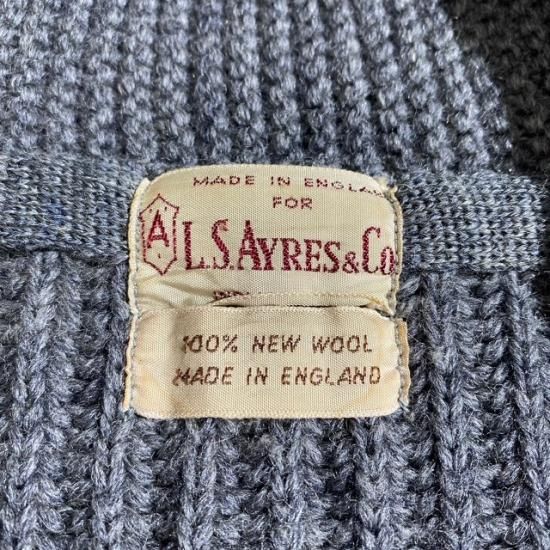 MADE IN ENGLA
FOR
A
L.S.AYRES&Co
100% NEW WOOL
MADE IN ENGLAND